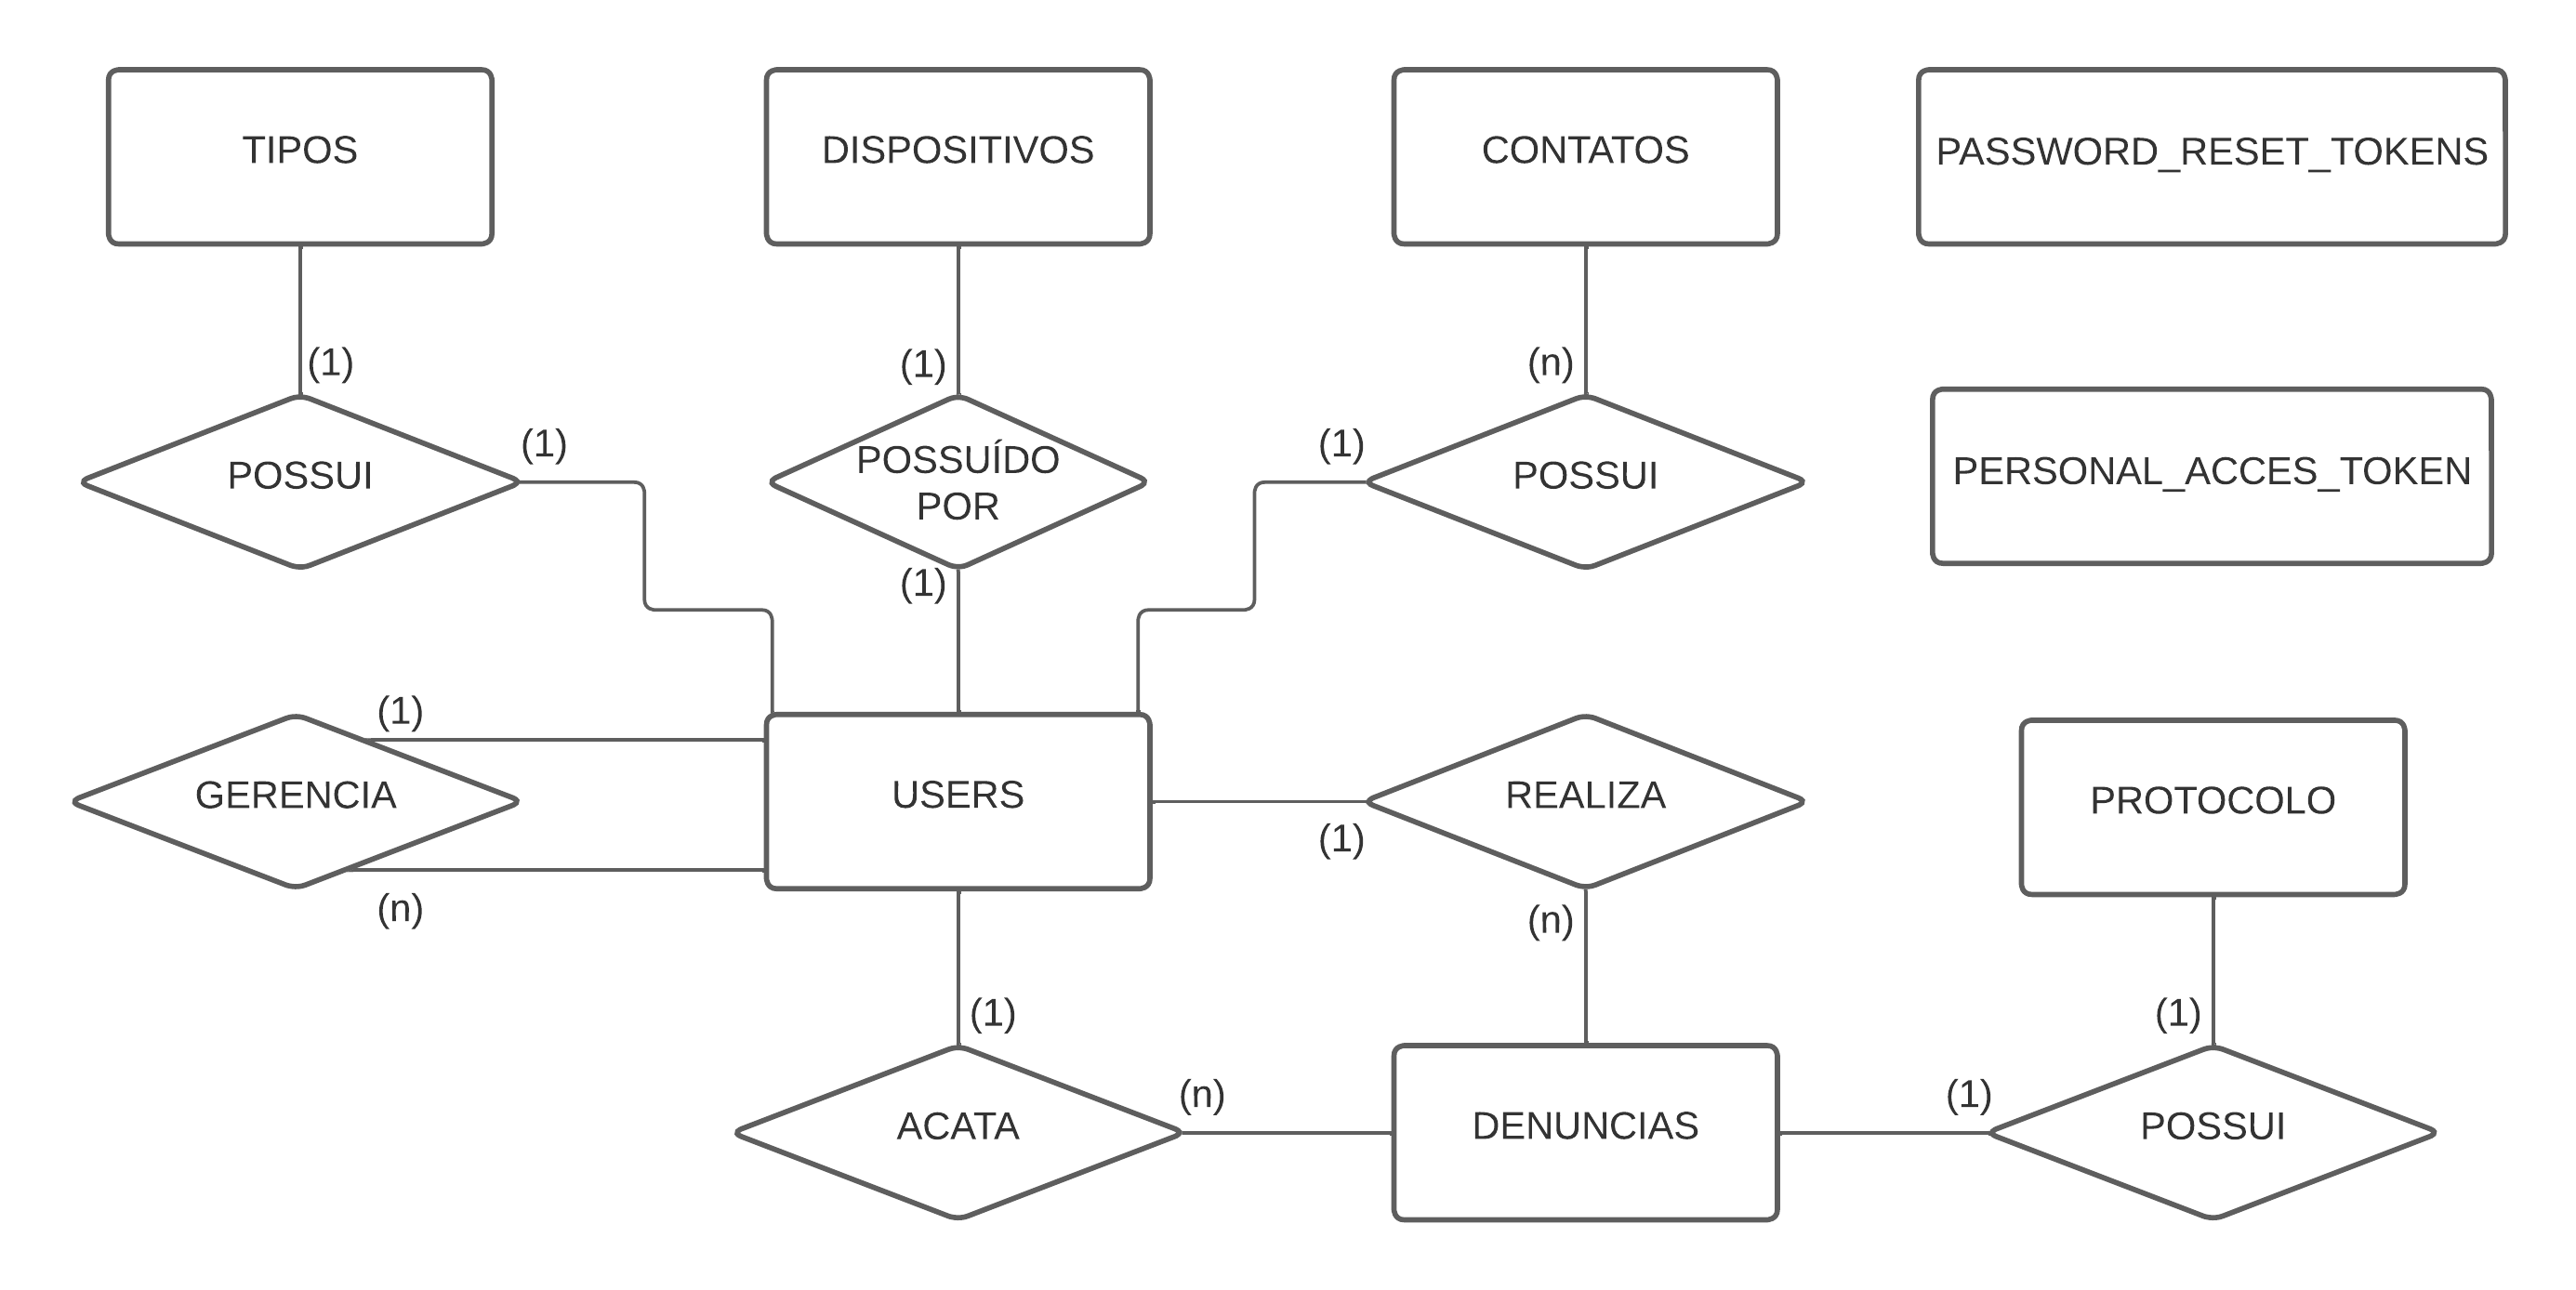 TIPOS
DISPOSITIVOS
CONTATOS
PASSWORD_RESET_TOKENS
(1)
(1)
(n)
POSSUI
(1)
POSSUÍDO
POR
(1)
(1)
POSSUI
PERSONAL_ACCES_TOKEN
(1)
GERENCIA
(n)
USERS
(1)
REALIZA
(n)
PROTOCOLO
(1)
(1)
ACATA
(n)
DENUNCIAS
(1)
POSSUI